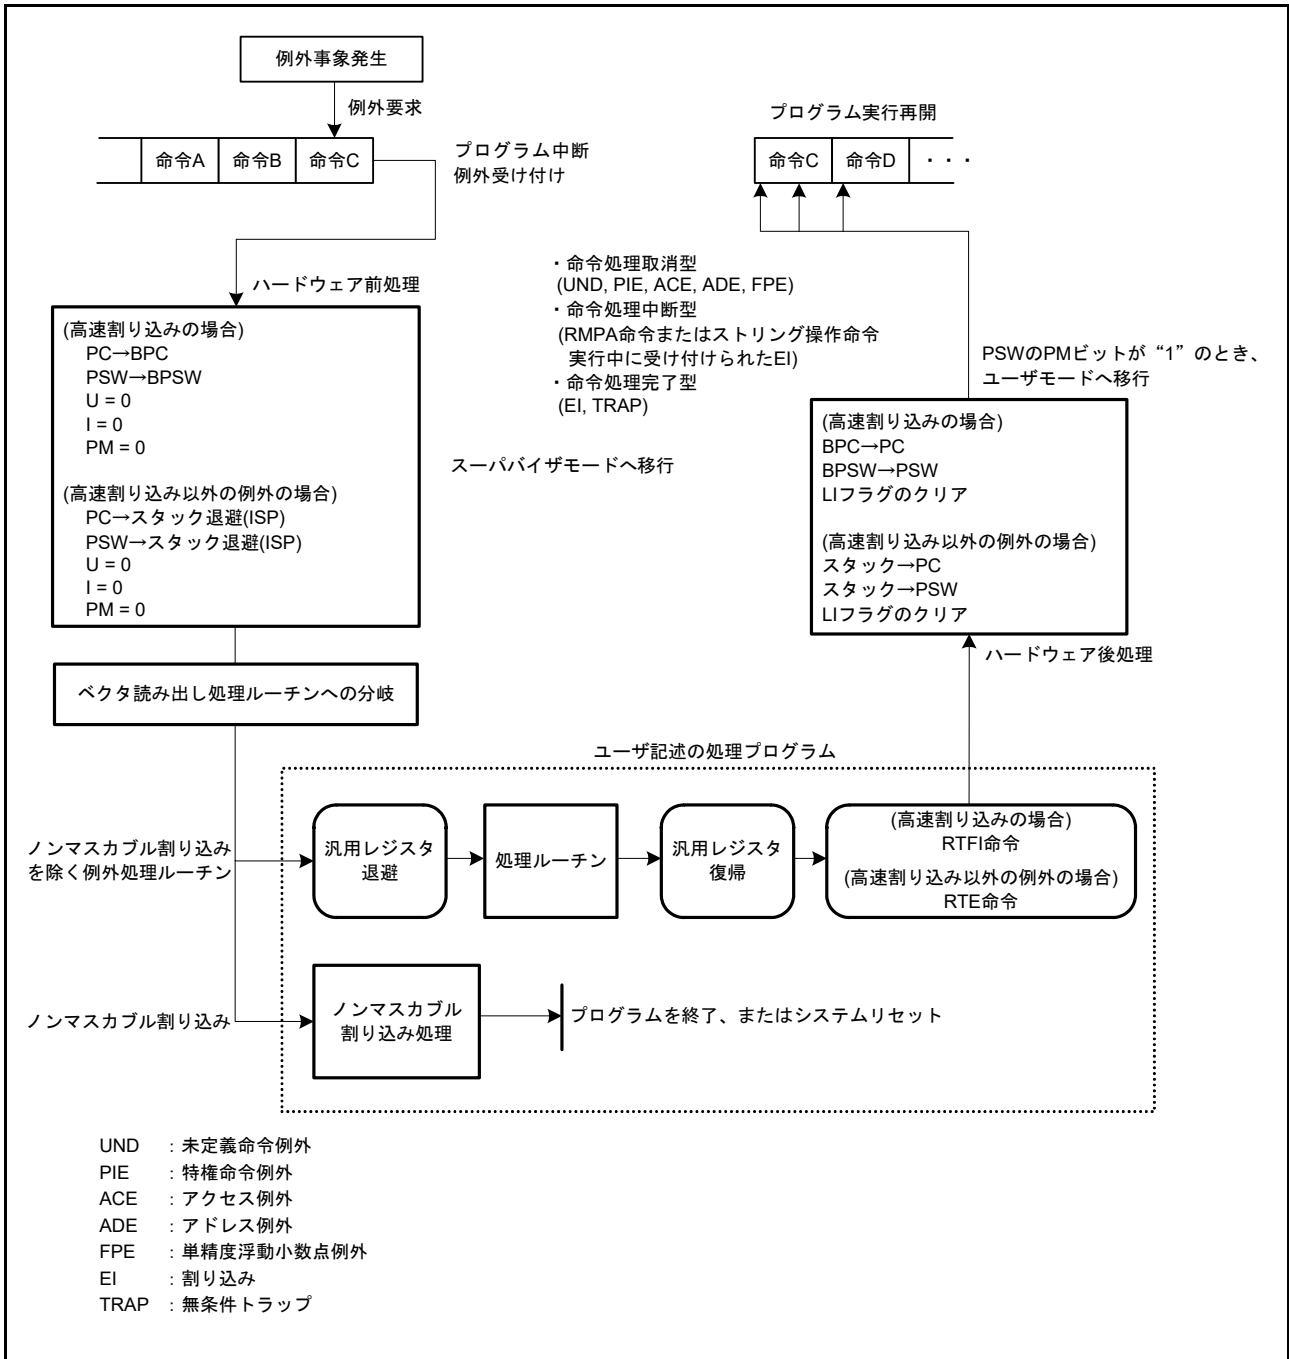 例外事象発生
例外要求
命令A 命令B 命令C
プログラム中断
例外受け付け
プログラム実行再開
命令C 命令D ・・・
ハードウェア前処理
(高速割り込みの場合)
PC→BPC
PSW→BPSW
U = 0
I = 0
PM = 0
(高速割り込み以外の例外の場合)
PC→スタック退避(ISP)
PSW→スタック退避(ISP)
U = 0
I = 0
PM = 0
スーパバイザモードへ移行
・命令処理取消型
(UND, PIE, ACE, ADE, FPE)
・命令処理中断型
(RMPA命令またはストリング操作命令
実行中に受け付けられたEI)
・命令処理完了型
(EI, TRAP)
PSWのPMビットが“1”のとき、
ユーザモードへ移行
(高速割り込みの場合)
BPC→PC
BPSW→PSW
LIフラグのクリア
(高速割り込み以外の例外の場合)
スタック→PC
スタック→PSW
LIフラグのクリア
ハードウェア後処理
ベクタ読み出し処理ルーチンへの分岐
ユーザ記述の処理プログラム
ノンマスカブル割り込み
を除く例外処理ルーチン
汎用レジスタ
退避
処理ルーチン
汎用レジスタ
復帰
(高速割り込みの場合)
RTFI命令
(高速割り込み以外の例外の場合)
RTE命令
ノンマスカブル割り込み
ノンマスカブル
割り込み処理
プログラムを終了、またはシステムリセット
UND : 未定義命令例外
PIE : 特権命令例外
ACE : アクセス例外
ADE : アドレス例外
FPE : 単精度浮動小数点例外
EI : 割り込み
TRAP : 無条件トラップ